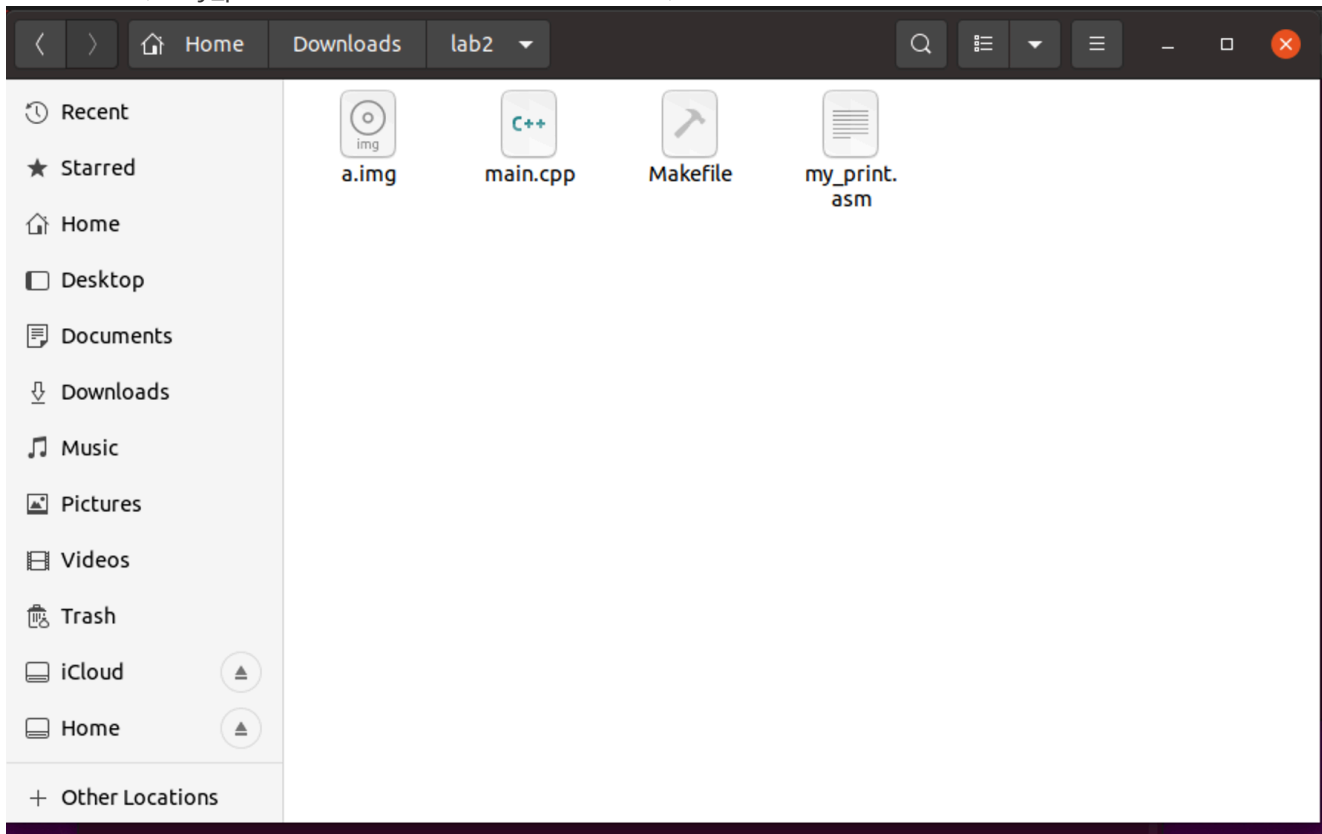 Home Downloads lab2
Recent
Starred
Home
Desktop
Documents
Downloads
Music
Pictures
Videos
Trash
iCloud
Home
+ Other Locations
img
C++
a.img main.cpp Makefile my_print.
asm